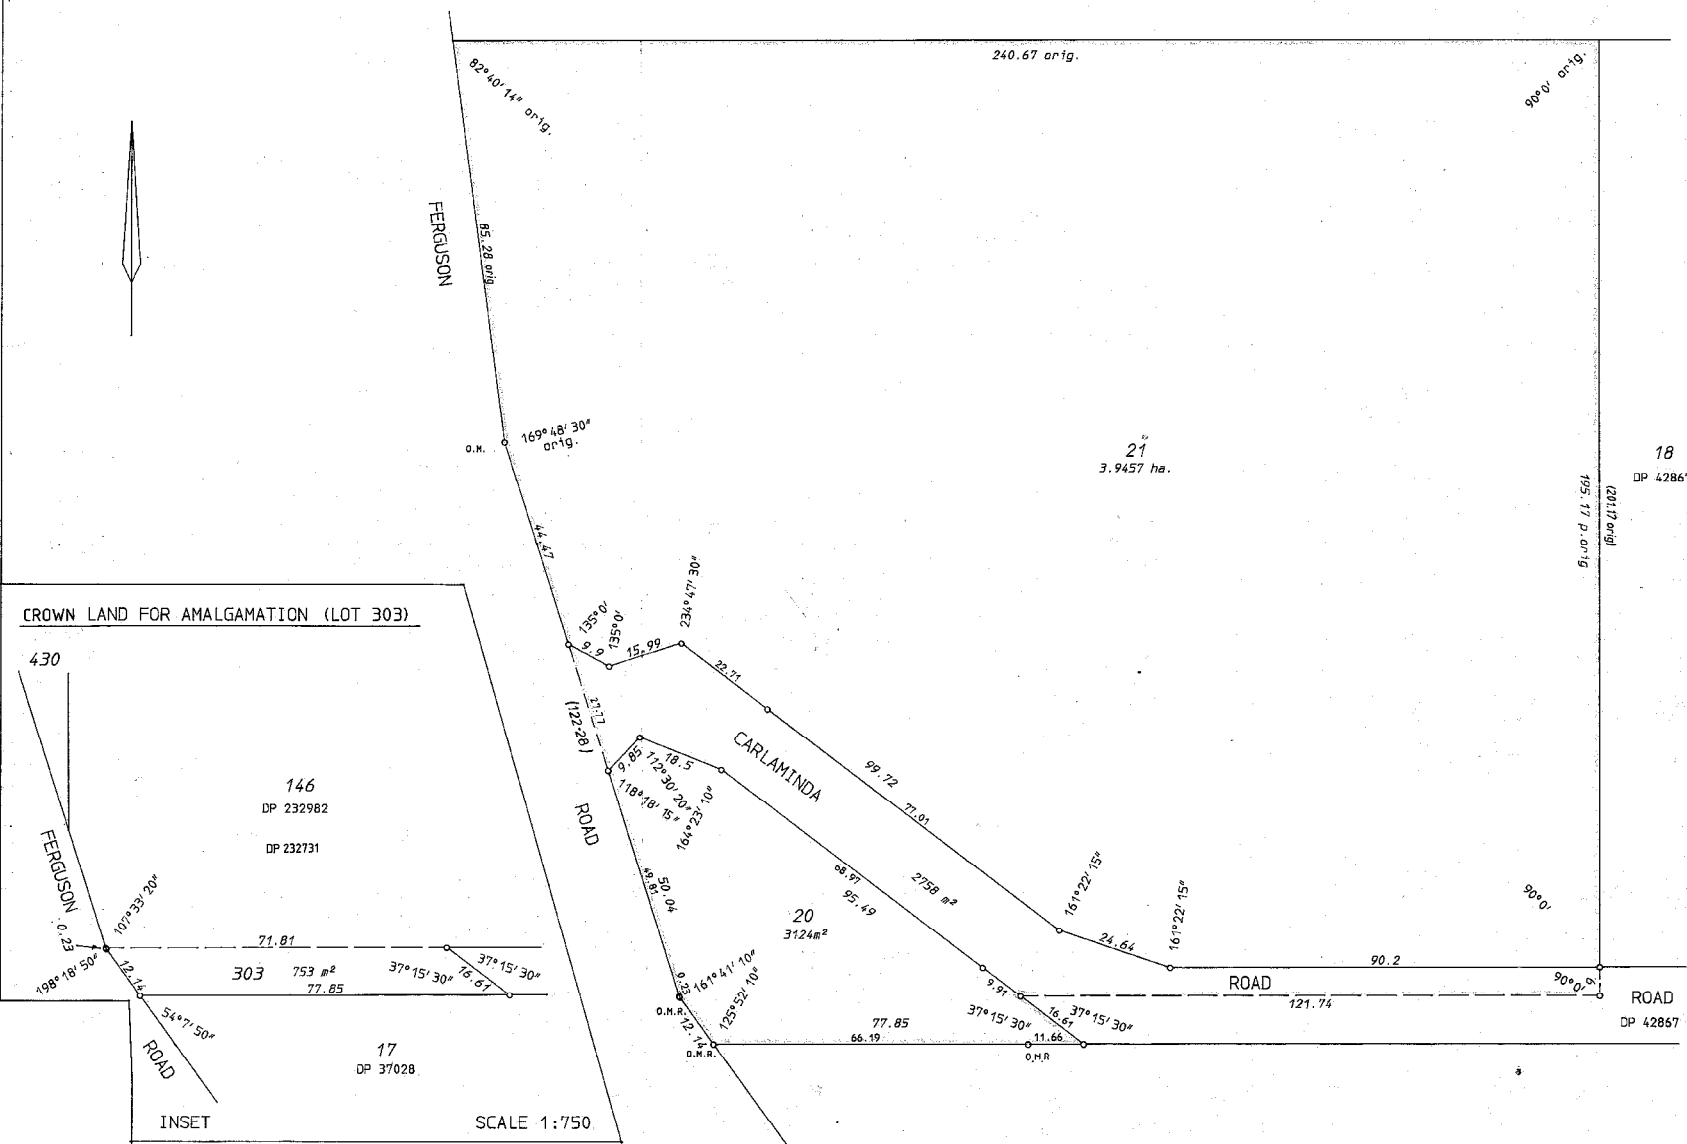 240.67 orig.
82°40'14" orig.
90°0' orig.
FERGUSON
85.28 orig.
O.M.
169°48'30"
orig.
21
3.9457 ha.
18
DP 4286
195.17 p.orig
(201.17 orig)
44.47
135°0'
9.9
135°0'
15.99
234°47'30"
22.71
27.77
(122.28)
CARLAMINDA
99.72
77.01
9.85
18.5
112°30'20"
118°18'15"
164°23'10"
ROAD
49.81
50.04
68.97
95.49
2758 m²
20
3124m²
161°22'15"
24.64
161°22'15"
90°0'
90.2
ROAD
90°0'
6
121.74
ROAD
DP 42867
0.23
161°41'10"
O.M.R.
125°52'10"
12.14
O.M.R.
9.91
37°15'30"
16.61
37°15'30"
77.85
66.19
11.66
O.M.R
CROWN LAND FOR AMALGAMATION (LOT 303)
430
146
DP 232982
DP 232731
FERGUSON
0.23
107°33'20"
71.81
198°18'50"
12.14
303
753 m²
77.85
37°15'30"
16.61
37°15'30"
54°7'50"
ROAD
17
DP 37028
INSET
SCALE 1:750